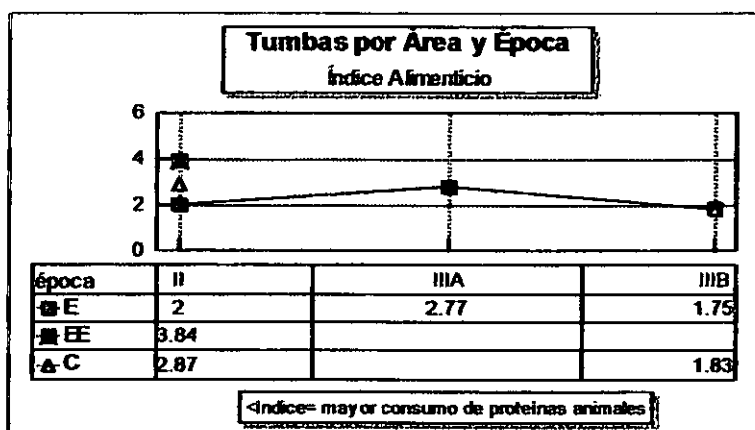 Tumbas por Área y Época
Índice Alimenticio
6
4
2
0
época II IIIA IIIB
E 2 2.77 1.75
EE 3.84
C 2.87 1.83
<Indice= mayor consumo de proteinas animales